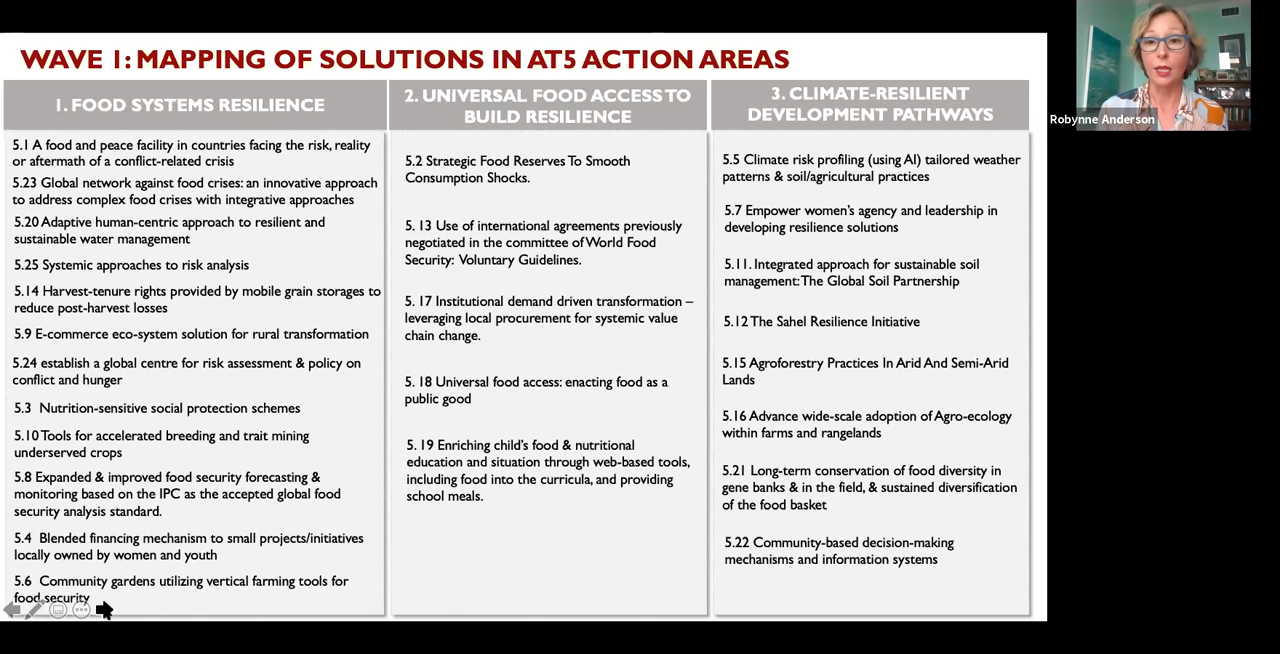 WAVE 1: MAPPING OF SOLUTIONS IN AT5 ACTION AREAS
1. FOOD SYSTEMS RESILIENCE
5.1 A food and peace facility in countries facing the risk, reality
or aftermath of a conflict-related crisis
5.23 Global network against food crises: an innovative approach
to address complex food crises with integrative approaches
5.20 Adaptive human-centric approach to resilient and
sustainable water management
5.25 Systemic approaches to risk analysis
5.14 Harvest-tenure rights provided by mobile grain storages to
reduce post-harvest losses
5.9 E-commerce eco-system solution for rural transformation
5.24 establish a global centre for risk assessment & policy on
conflict and hunger
5.3 Nutrition-sensitive social protection schemes
5.10 Tools for accelerated breeding and trait mining
underserved crops
5.8 Expanded & improved food security forecasting &
monitoring based on the IPC as the accepted global food
security analysis standard.
5.4 Blended financing mechanism to small projects/initiatives
locally owned by women and youth
5.6 Community gardens utilizing vertical farming tools for
food security
2. UNIVERSAL FOOD ACCESS TO
BUILD RESILIENCE
5.2 Strategic Food Reserves To Smooth
Consumption Shocks.
5. 13 Use of international agreements previously
negotiated in the committee of World Food
Security: Voluntary Guidelines.
5. 17 Institutional demand driven transformation –
leveraging local procurement for systemic value
chain change.
5. 18 Universal food access: enacting food as a
public good
5. 19 Enriching child's food & nutritional
education and situation through web-based tools,
including food into the curricula, and providing
school meals.
3. CLIMATE-RESILIENT
DEVELOPMENT PATHWAYS
5.5 Climate risk profiling (using AI) tailored weather
patterns & soil/agricultural practices
5.7 Empower women's agency and leadership in
developing resilience solutions
5.11. Integrated approach for sustainable soil
management: The Global Soil Partnership
5.12 The Sahel Resilience Initiative
5.15 Agroforestry Practices In Arid And Semi-Arid
Lands
5.16 Advance wide-scale adoption of Agro-ecology
within farms and rangelands
5.21 Long-term conservation of food diversity in
gene banks & in the field, & sustained diversification
of the food basket
5.22 Community-based decision-making
mechanisms and information systems
Robynne Anderson